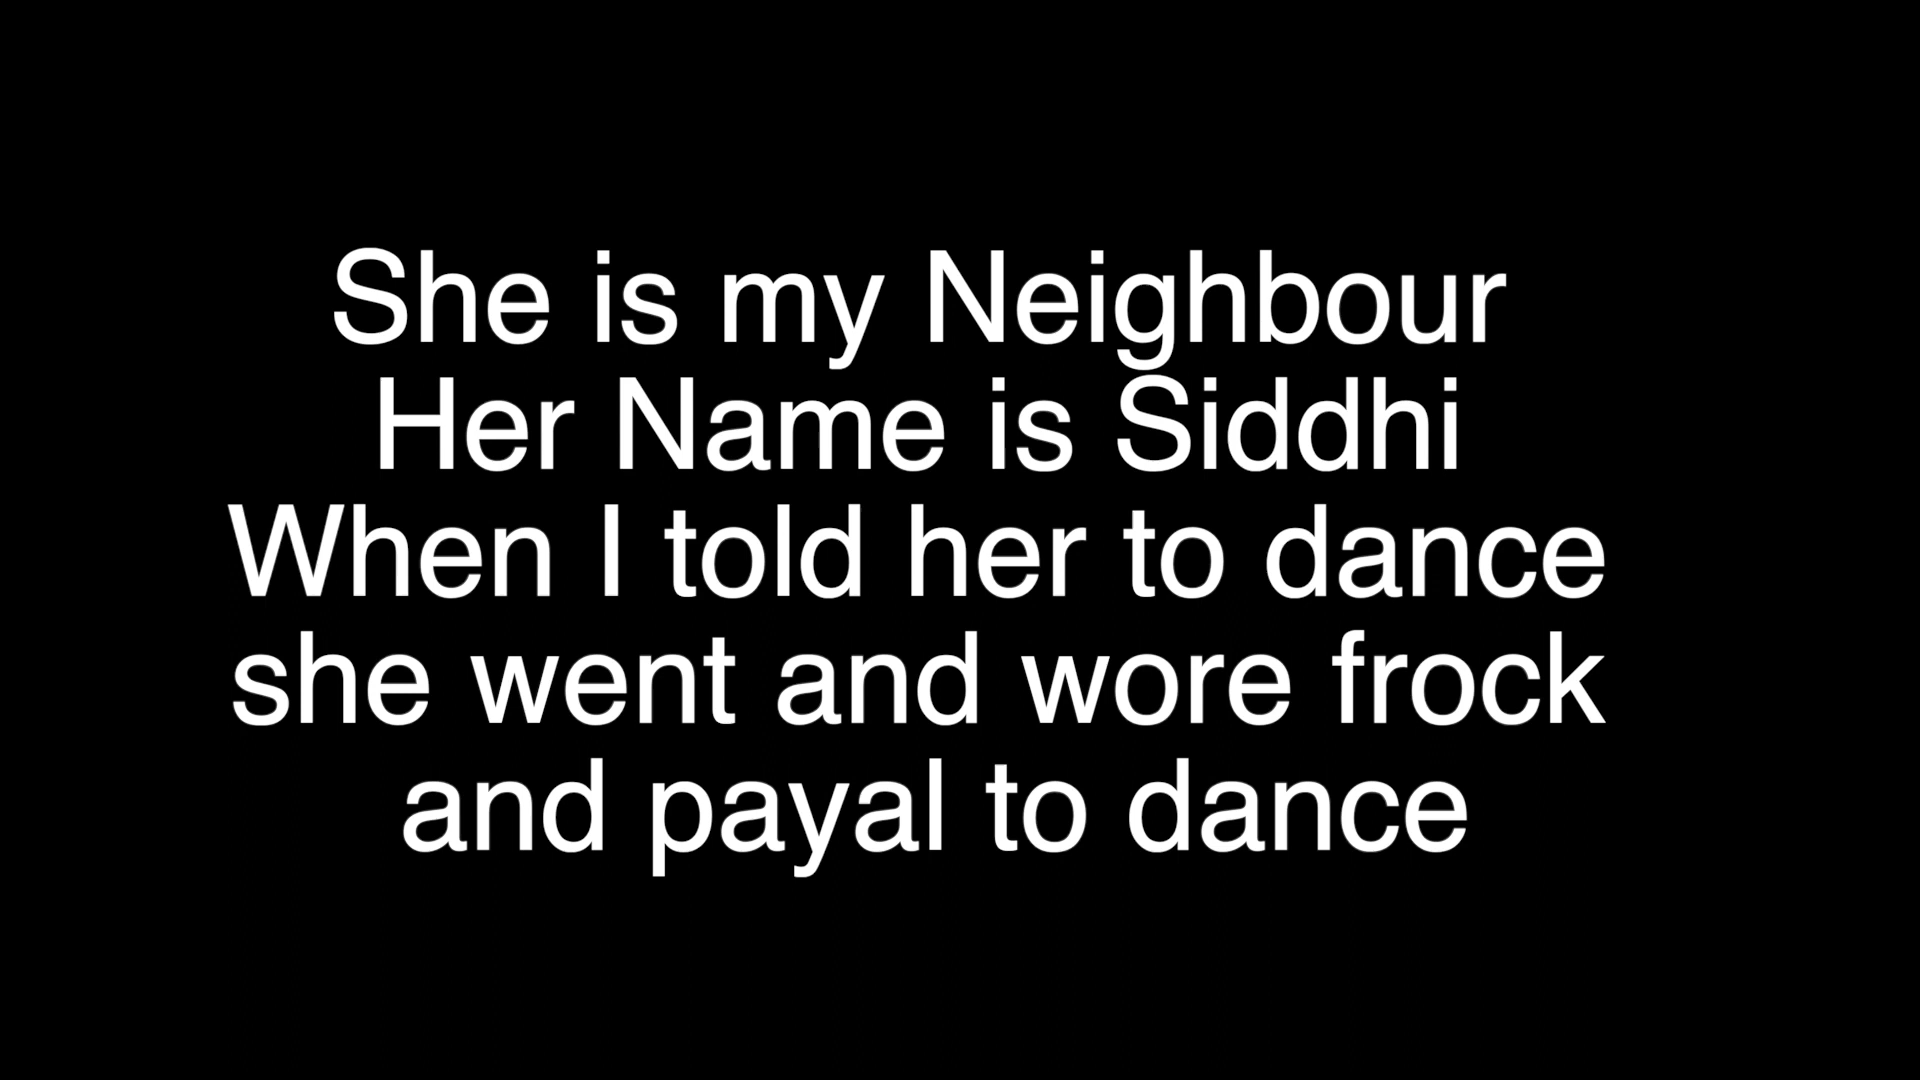 She is my Neighbour
Her Name is Siddhi
When I told her to dance
she went and wore frock
and payal to dance